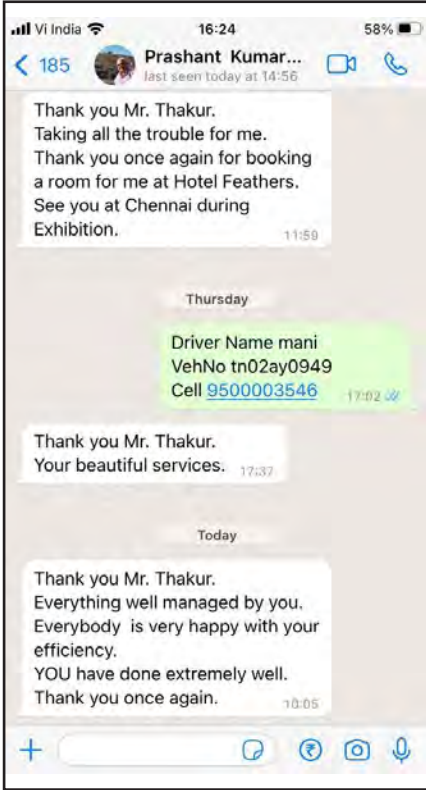 Vi India 16:24 58%
185 Prashant Kumar...
last seen today at 14:56
Thank you Mr. Thakur.
Taking all the trouble for me.
Thank you once again for booking
a room for me at Hotel Feathers.
See you at Chennai during
Exhibition. 11:59
Thursday
Driver Name mani
VehNo tn02ay0949
Cell 9500003546 17:02
Thank you Mr. Thakur.
Your beautiful services. 17:37
Today
Thank you Mr. Thakur.
Everything well managed by you.
Everybody is very happy with your
efficiency.
YOU have done extremely well.
Thank you once again. 10:05
₹